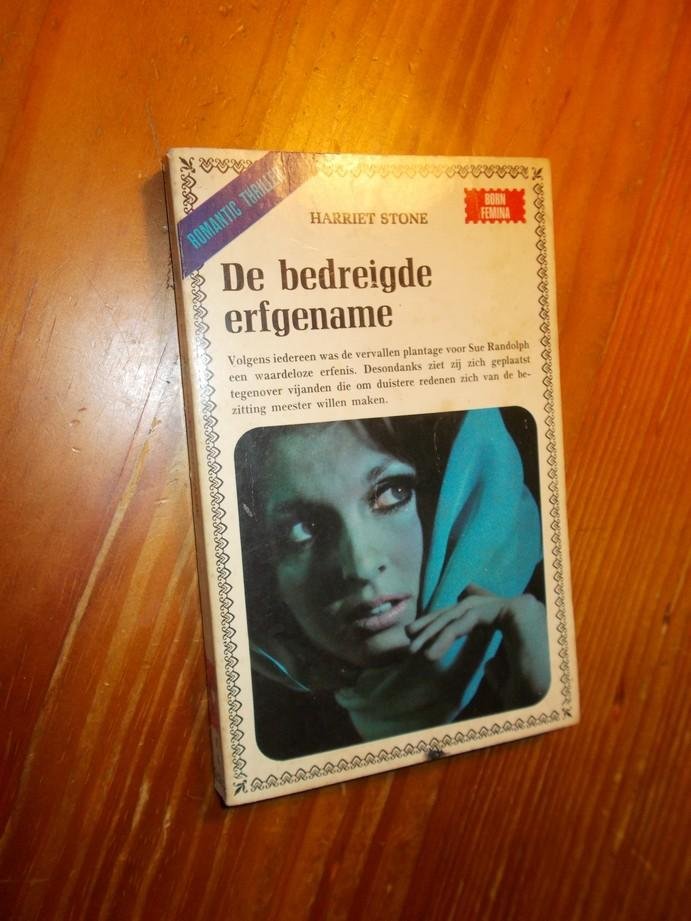 ROMANTIC THRILLER
BORN
FEMINA
HARRIET STONE
De bedreigde
erfgename
Volgens iedereen was de vervallen plantage voor Sue Randolph
een waardeloze erfenis. Desondanks ziet zij zich geplaatst
tegenover vijanden die om duistere redenen zich van de be-
zitting meester willen maken.